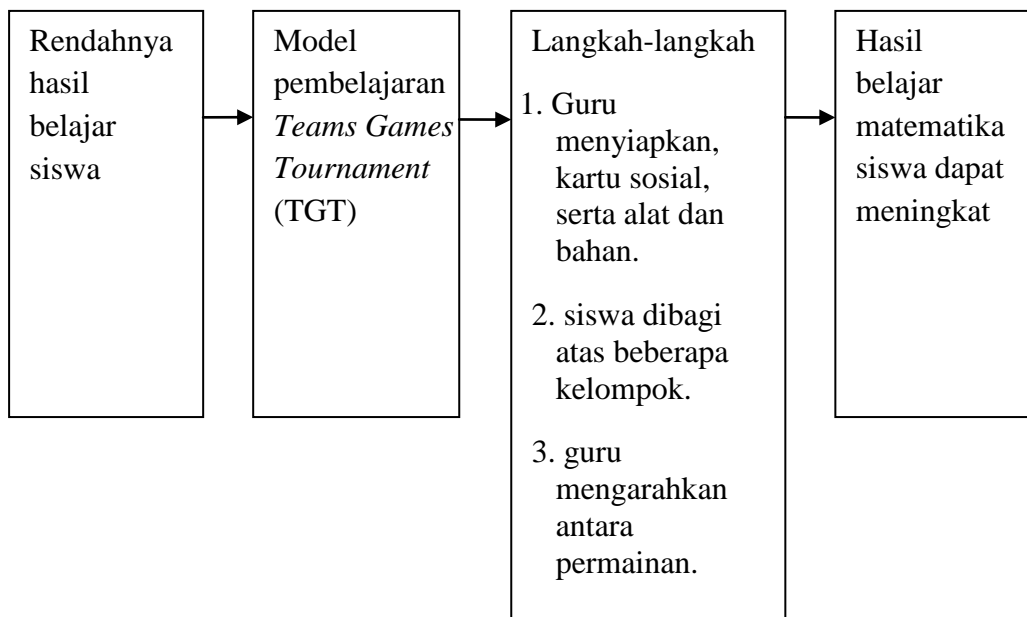 Rendahnya
hasil
belajar
siswa
Model
pembelajaran
Teams Games
Tournament
(TGT)
Langkah-langkah
1. Guru
menyiapkan,
kartu sosial,
serta alat dan
bahan.
2. siswa dibagi
atas beberapa
kelompok.
3. guru
mengarahkan
antara
permainan.
Hasil
belajar
matematika
siswa dapat
meningkat